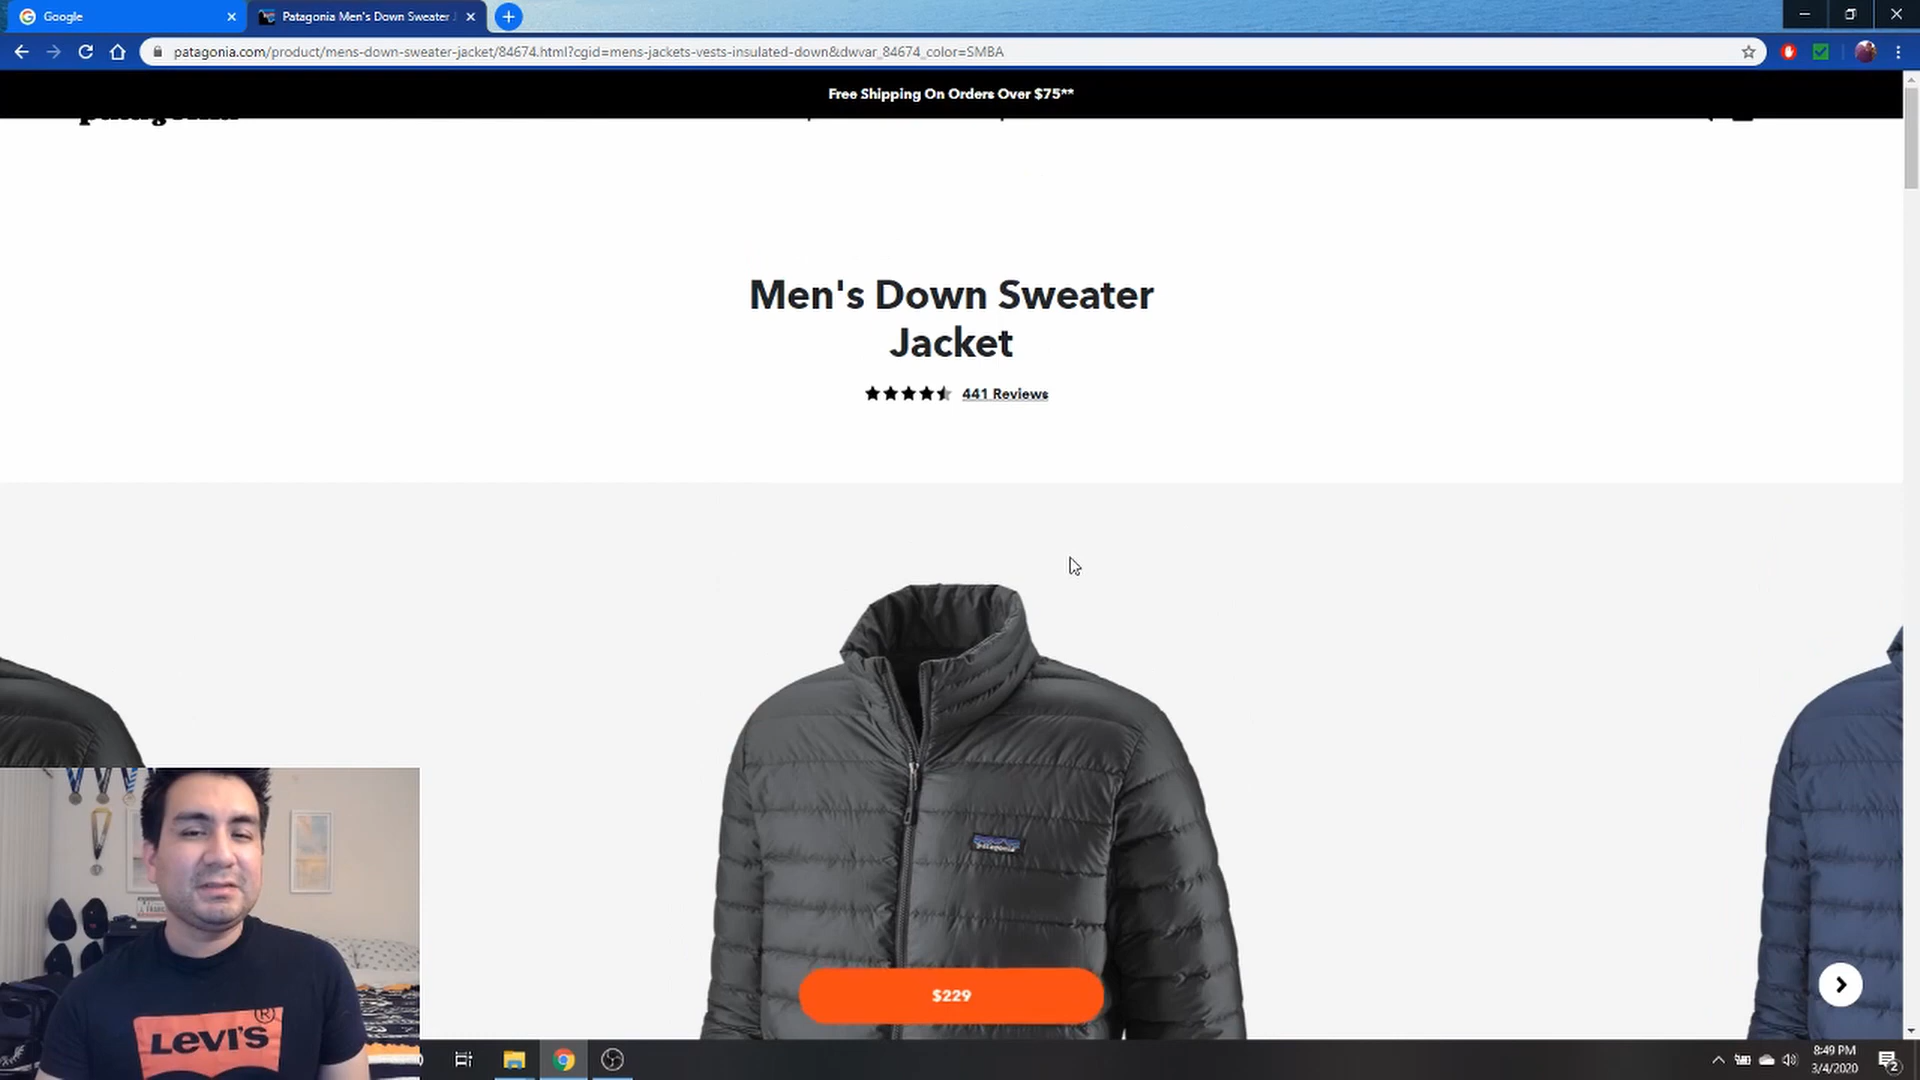 Google
Patagonia Men's Down Sweater J
patagonia.com/product/mens-down-sweater-jacket/84674.html?cgid=mens-jackets-vests-insulated-down&dwvar_84674_color=SMBA
Free Shipping On Orders Over $75**
Men's Down Sweater
Jacket
441 Reviews
patagonia
$229
LEVI'S®
8:49 PM
3/4/2020
2